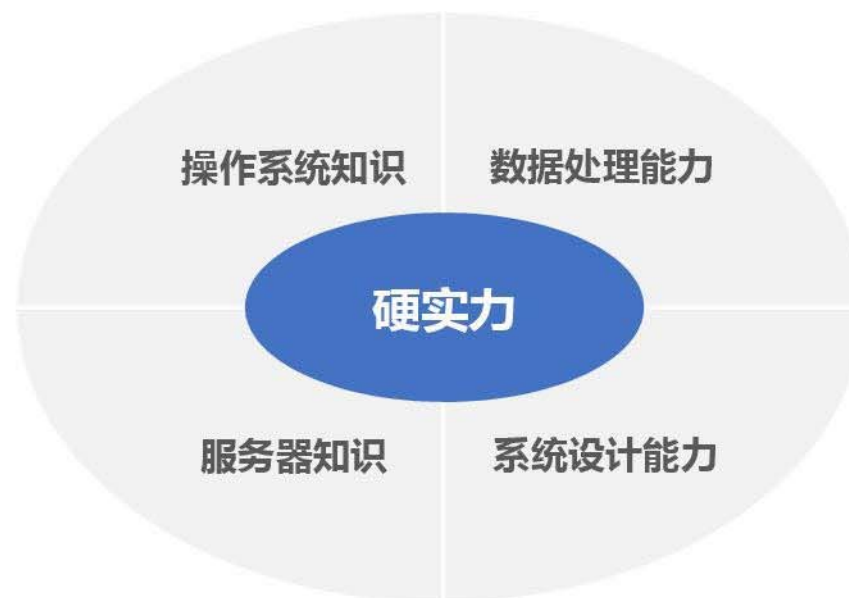 操作系统知识
数据处理能力
硬实力
服务器知识
系统设计能力